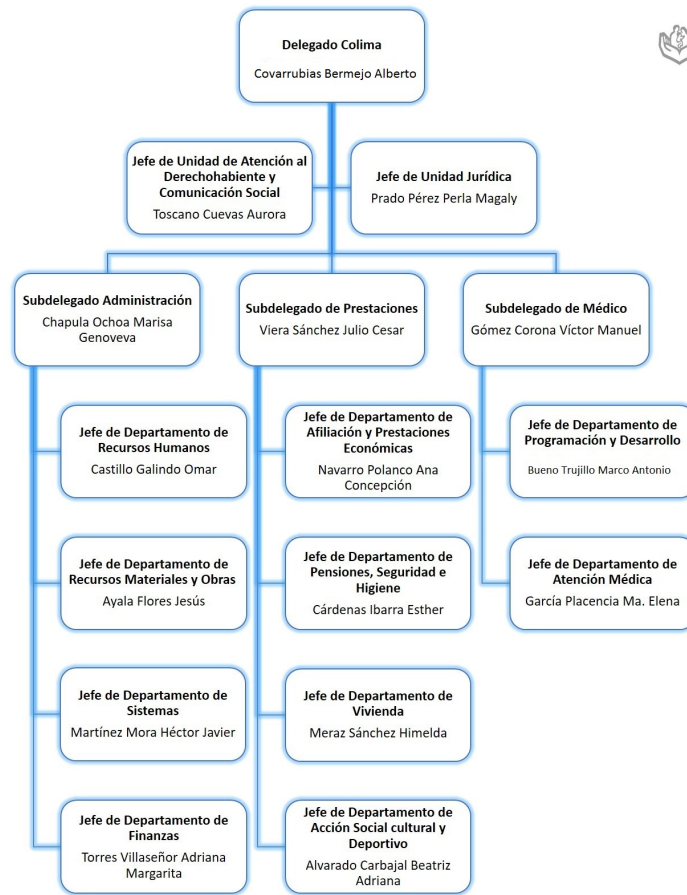 Delegado Colima
Covarrubias Bermejo Alberto
Jefe de Unidad de Atención al
Derechohabiente y
Comunicación Social
Toscano Cuevas Aurora
Jefe de Unidad Jurídica
Prado Pérez Perla Magaly
Subdelegado Administración
Chapula Ochoa Marisa
Genoveva
Subdelegado de Prestaciones
Viera Sánchez Julio Cesar
Subdelegado de Médico
Gómez Corona Víctor Manuel
Jefe de Departamento de
Recursos Humanos
Castillo Galindo Omar
Jefe de Departamento de
Afiliación y Prestaciones
Económicas
Navarro Polanco Ana
Concepción
Jefe de Departamento de
Programación y Desarrollo
Bueno Trujillo Marco Antonio
Jefe de Departamento de
Recursos Materiales y Obras
Ayala Flores Jesús
Jefe de Departamento de
Pensiones, Seguridad e
Higiene
Cárdenas Ibarra Esther
Jefe de Departamento de
Atención Médica
García Placencia Ma. Elena
Jefe de Departamento de
Sistemas
Martínez Mora Héctor Javier
Jefe de Departamento de
Vivienda
Meraz Sánchez Himelda
Jefe de Departamento de
Finanzas
Torres Villaseñor Adriana
Margarita
Jefe de Departamento de
Acción Social cultural y
Deportivo
Alvarado Carbajal Beatriz
Adriana